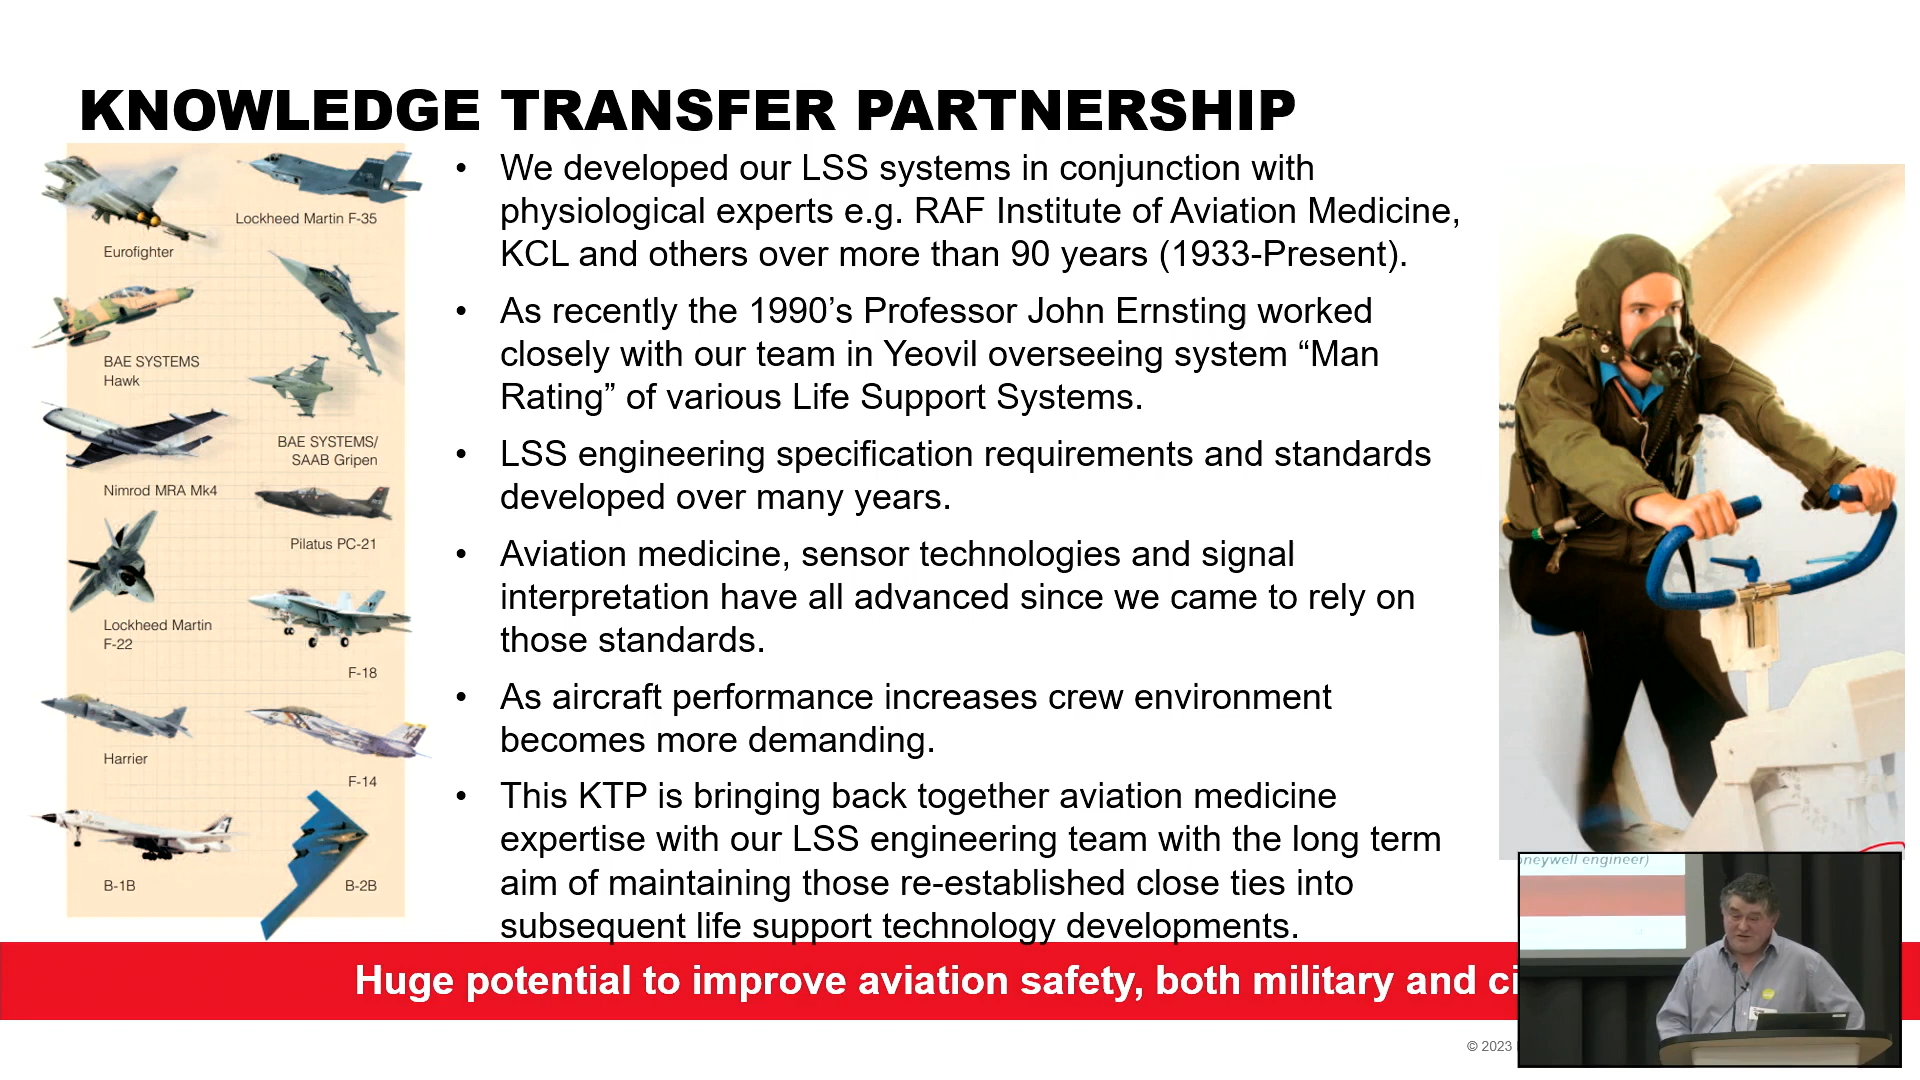 KNOWLEDGE TRANSFER PARTNERSHIP
Lockheed Martin F-35
Eurofighter
BAE SYSTEMS
Hawk
BAE SYSTEMS/
SAAB Gripen
Nimrod MRA Mk4
Pilatus PC-21
Lockheed Martin
F-22
F-18
Harrier
F-14
B-1B
B-2B
• We developed our LSS systems in conjunction with
physiological experts e.g. RAF Institute of Aviation Medicine,
KCL and others over more than 90 years (1933-Present).
• As recently the 1990’s Professor John Ernsting worked
closely with our team in Yeovil overseeing system “Man
Rating” of various Life Support Systems.
• LSS engineering specification requirements and standards
developed over many years.
• Aviation medicine, sensor technologies and signal
interpretation have all advanced since we came to rely on
those standards.
• As aircraft performance increases crew environment
becomes more demanding.
• This KTP is bringing back together aviation medicine
expertise with our LSS engineering team with the long term
aim of maintaining those re-established close ties into
subsequent life support technology developments.
Huge potential to improve aviation safety, both military and ci
© 2023
oneywell engineer)